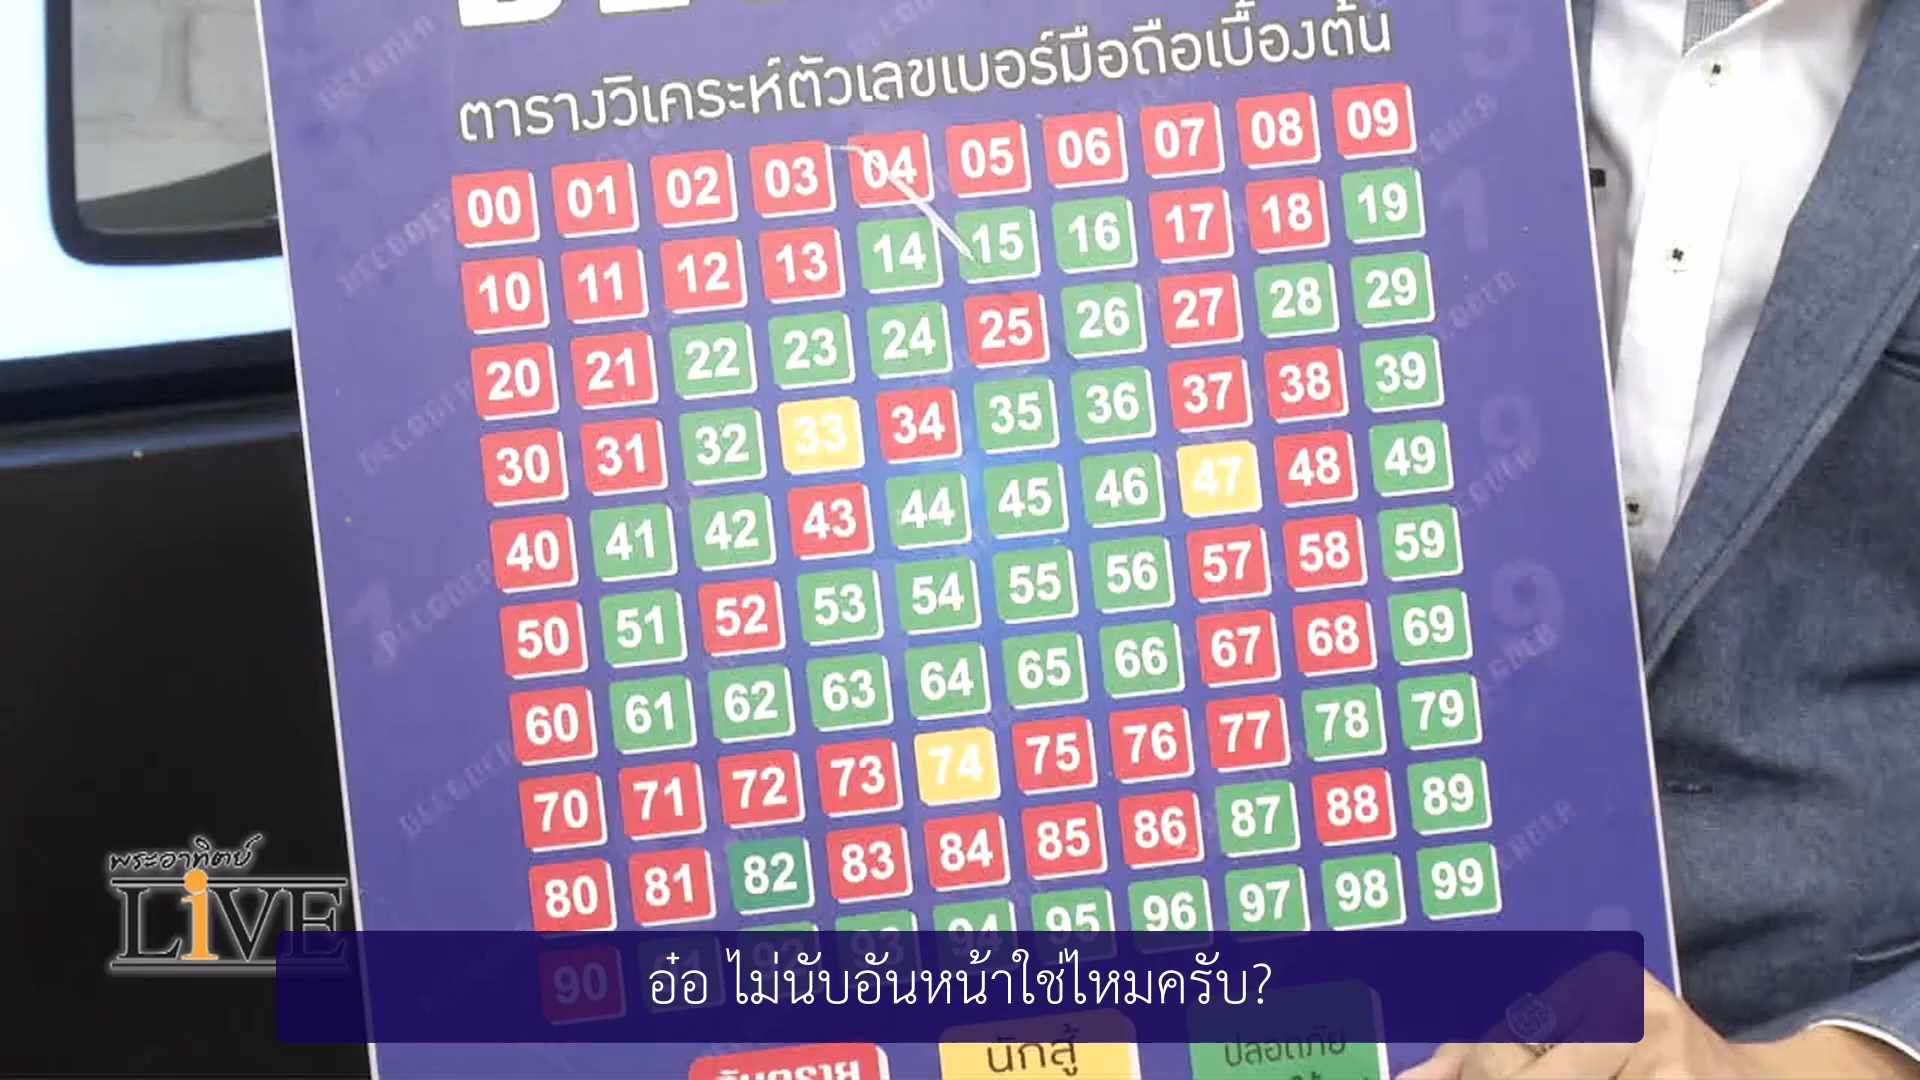 ตารางวิเคระห์ตัวเลขเบอร์มือถือเบื้องต้น
00 01 02 03 04 05 06 07 08 09
10 11 12 13 14 15 16 17 18 19
20 21 22 23 24 25 26 27 28 29
30 31 32 33 34 35 36 37 38 39
40 41 42 43 44 45 46 47 48 49
50 51 52 53 54 55 56 57 58 59
60 61 62 63 64 65 66 67 68 69
70 71 72 73 74 75 76 77 78 79
80 81 82 83 84 85 86 87 88 89
90 93 94 95 96 97 98 99
พระอาทิตย์
LiVE
อ๋อ ไม่นับอันหน้าใช่ไหมครับ?
อันตราย นักสู้ ปลอดภัย